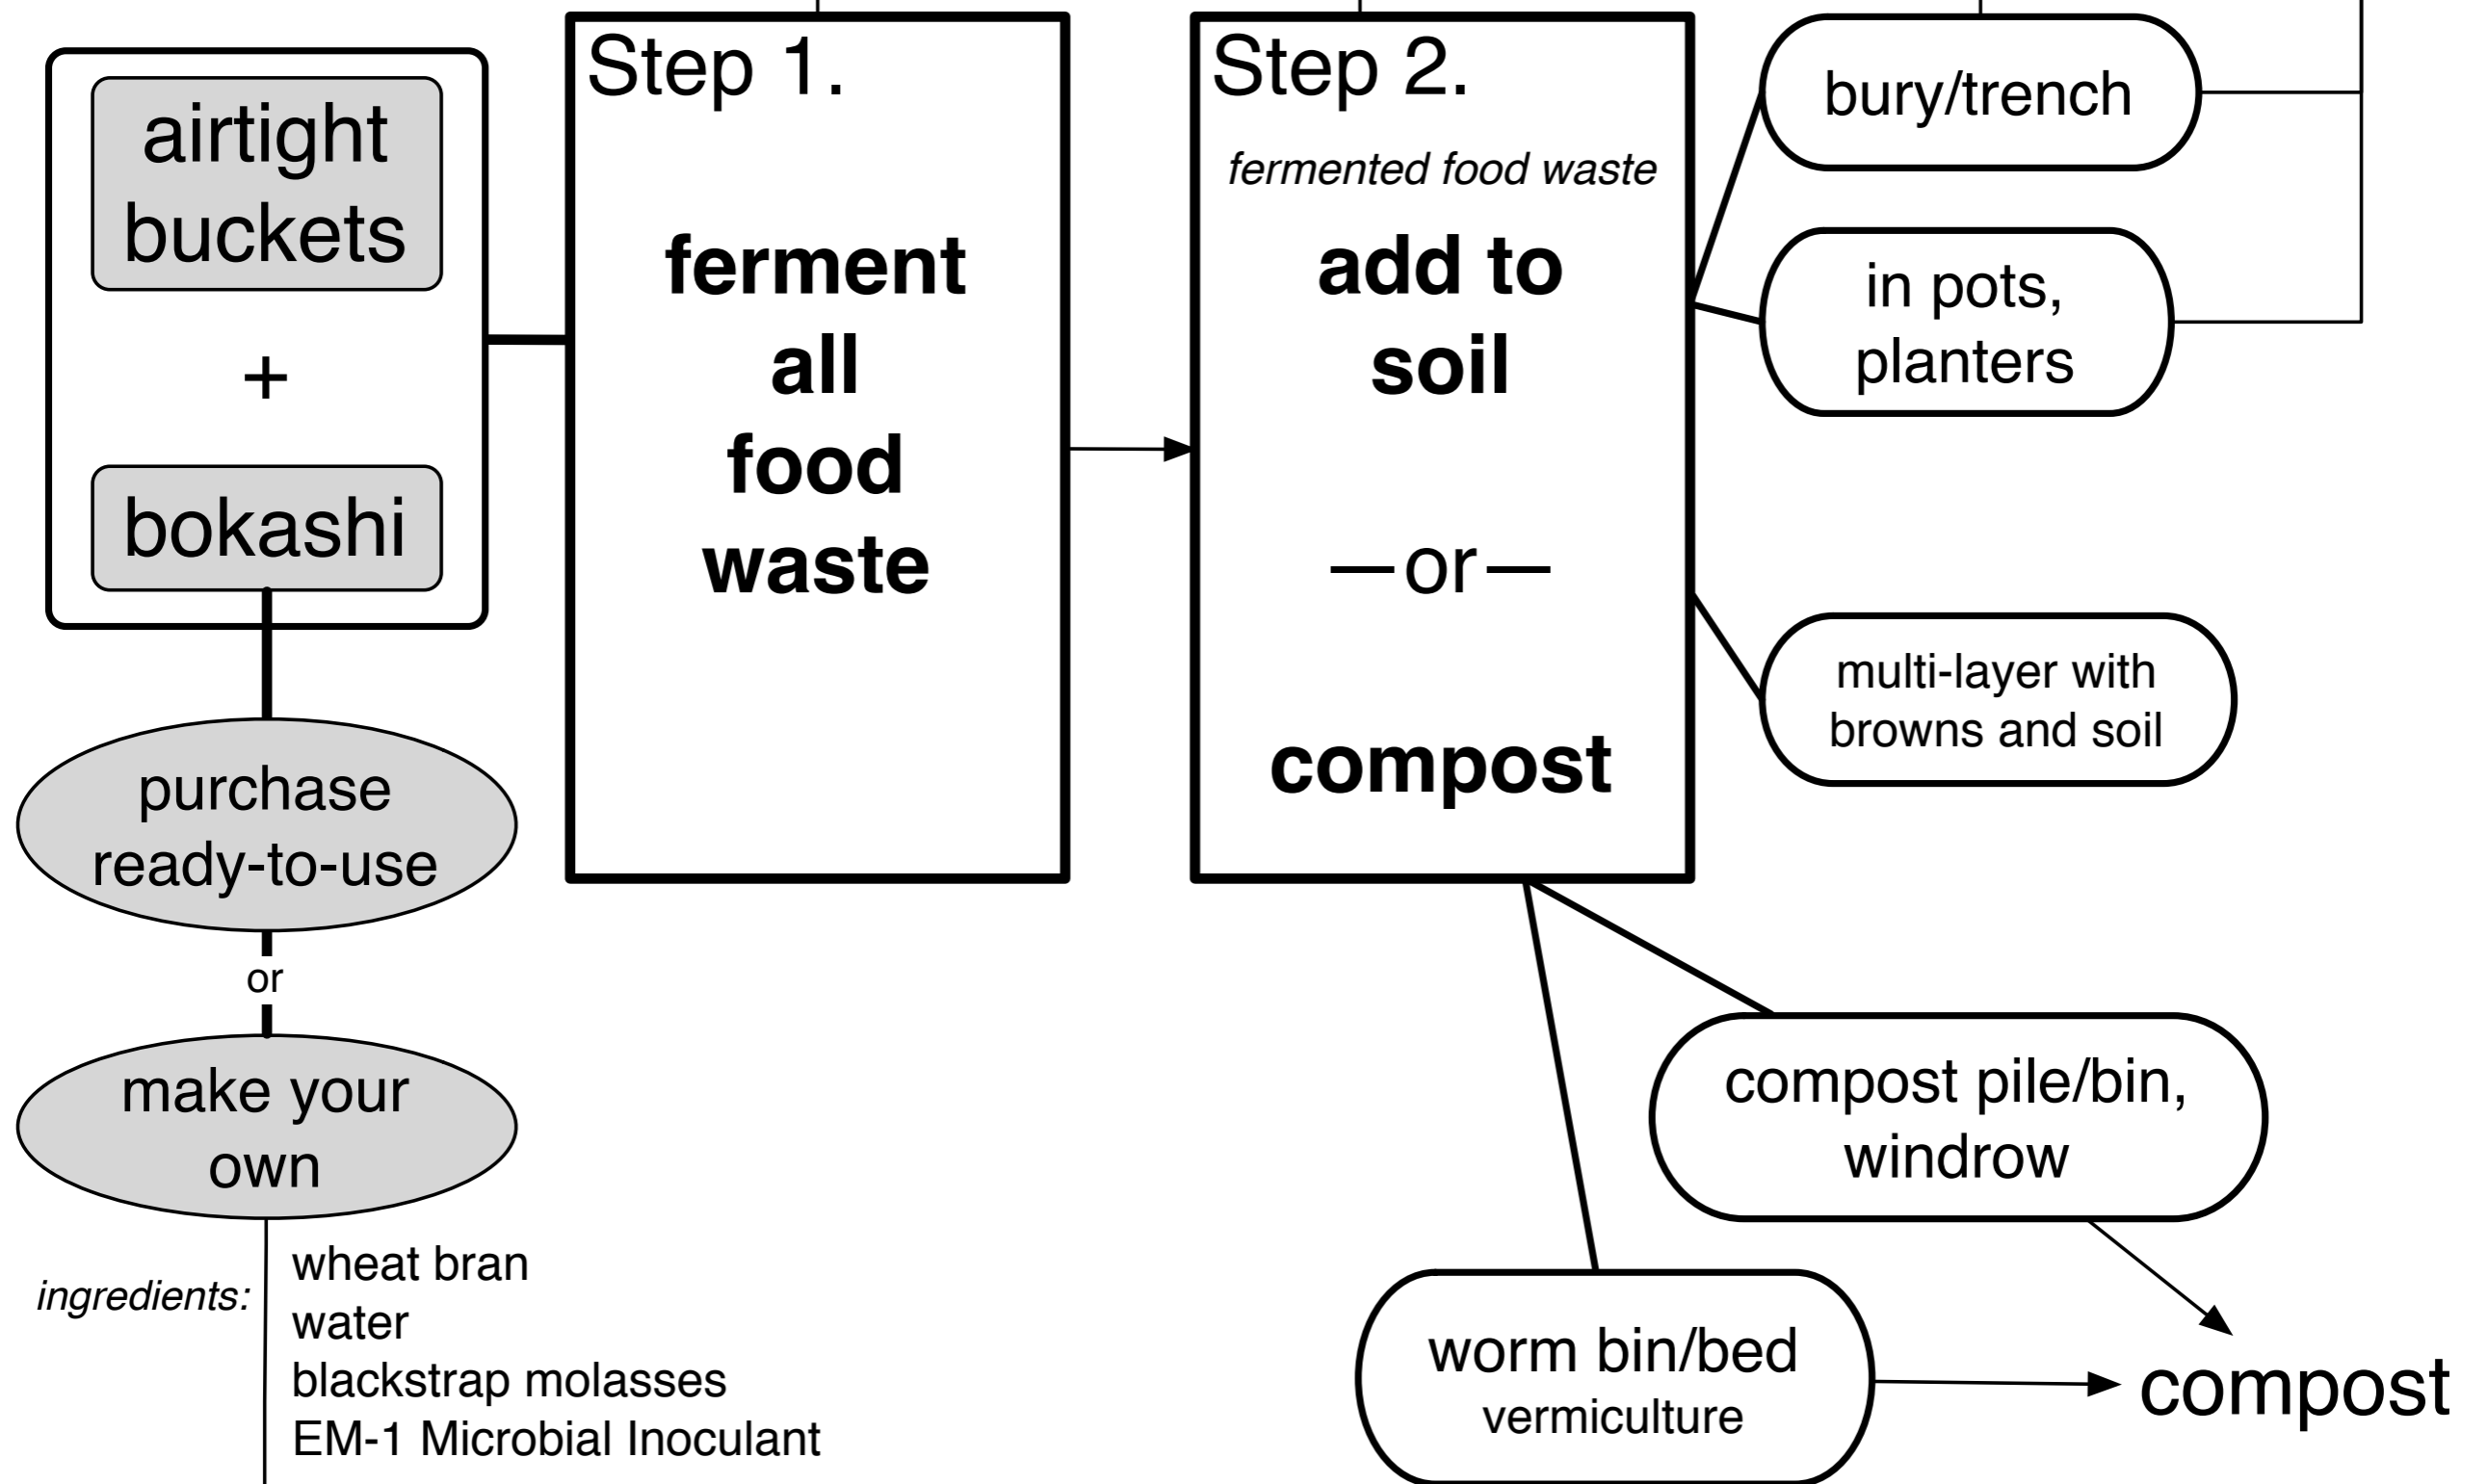 airtight
buckets
+
bokashi
purchase
ready-to-use
or
make your
own
ingredients:
wheat bran
water
blackstrap molasses
EM-1 Microbial Inoculant
Step 1.
ferment
all
food
waste
Step 2.
fermented food waste
add to
soil
—or—
compost
bury/trench
in pots,
planters
multi-layer with
browns and soil
compost pile/bin,
windrow
worm bin/bed
vermiculture
compost